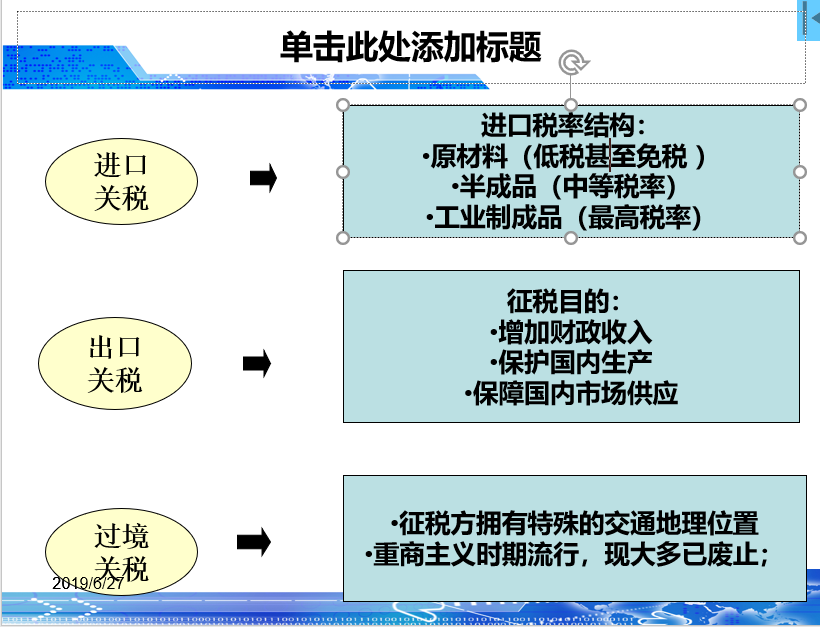 单击此处添加标题
进口
关税
进口税率结构：
•原材料（低税甚至免税 ）
•半成品（中等税率）
•工业制成品（最高税率）
出口
关税
征税目的：
•增加财政收入
•保护国内生产
•保障国内市场供应
过境
关税
•征税方拥有特殊的交通地理位置
•重商主义时期流行，现大多已废止；
2019/6/27